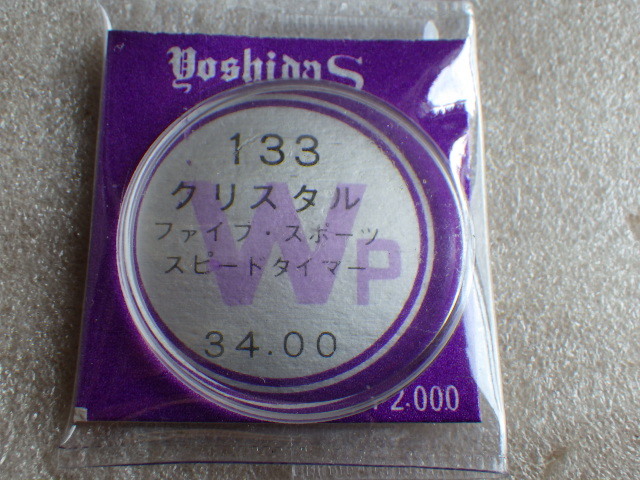 Yoshida S
133
クリスタル
ファイブ・スポーツ
スピードタイマー
WP
34.00
2.000